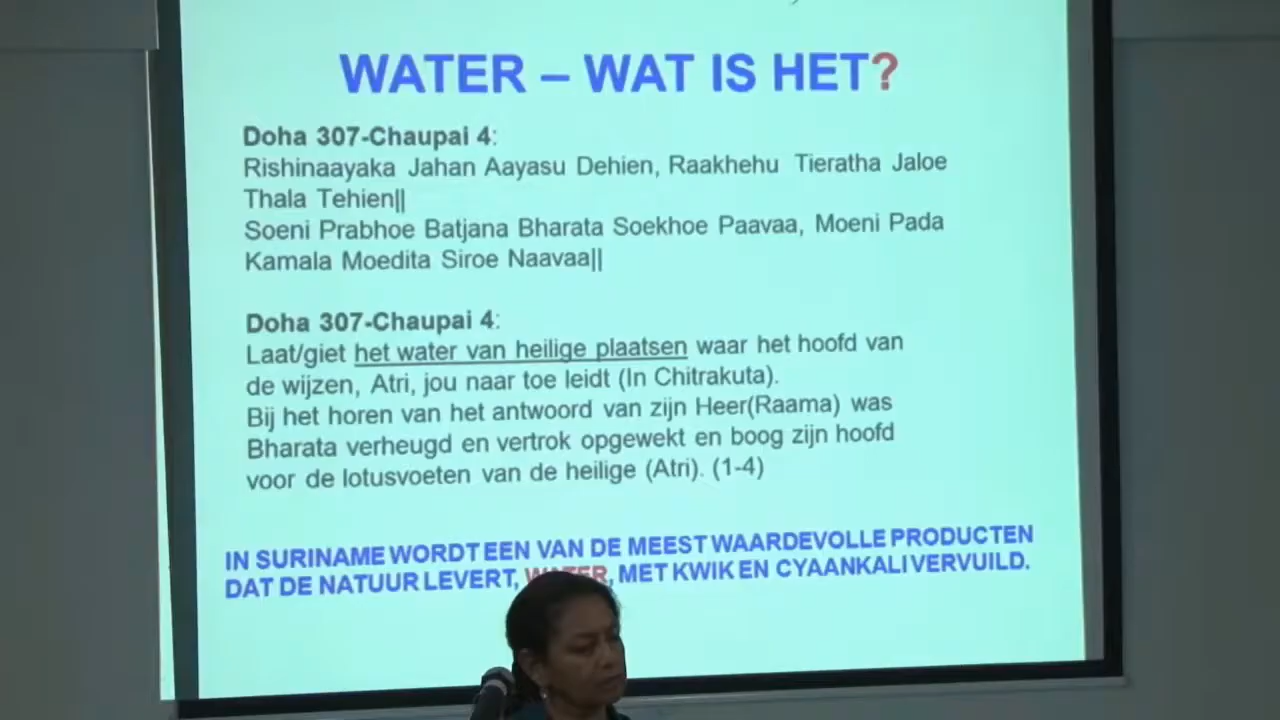 WATER – WAT IS HET?
Doha 307-Chaupai 4:
Rishinaayaka Jahan Aayasu Dehien, Raakhehu Tieratha Jaloe
Thala Tehien||
Soeni Prabhoe Batjana Bharata Soekhoe Paavaa, Moeni Pada
Kamala Moedita Siroe Naavaa||
Doha 307-Chaupai 4:
Laat/giet het water van heilige plaatsen waar het hoofd van
de wijzen, Atri, jou naar toe leidt (In Chitrakuta).
Bij het horen van het antwoord van zijn Heer(Raama) was
Bharata verheugd en vertrok opgewekt en boog zijn hoofd
voor de lotusvoeten van de heilige (Atri). (1-4)
IN SURINAME WORDT EEN VAN DE MEEST WAARDEVOLLE PRODUCTEN
DAT DE NATUUR LEVERT, WATER, MET KWIK EN CYAANKALI VERVUILD.